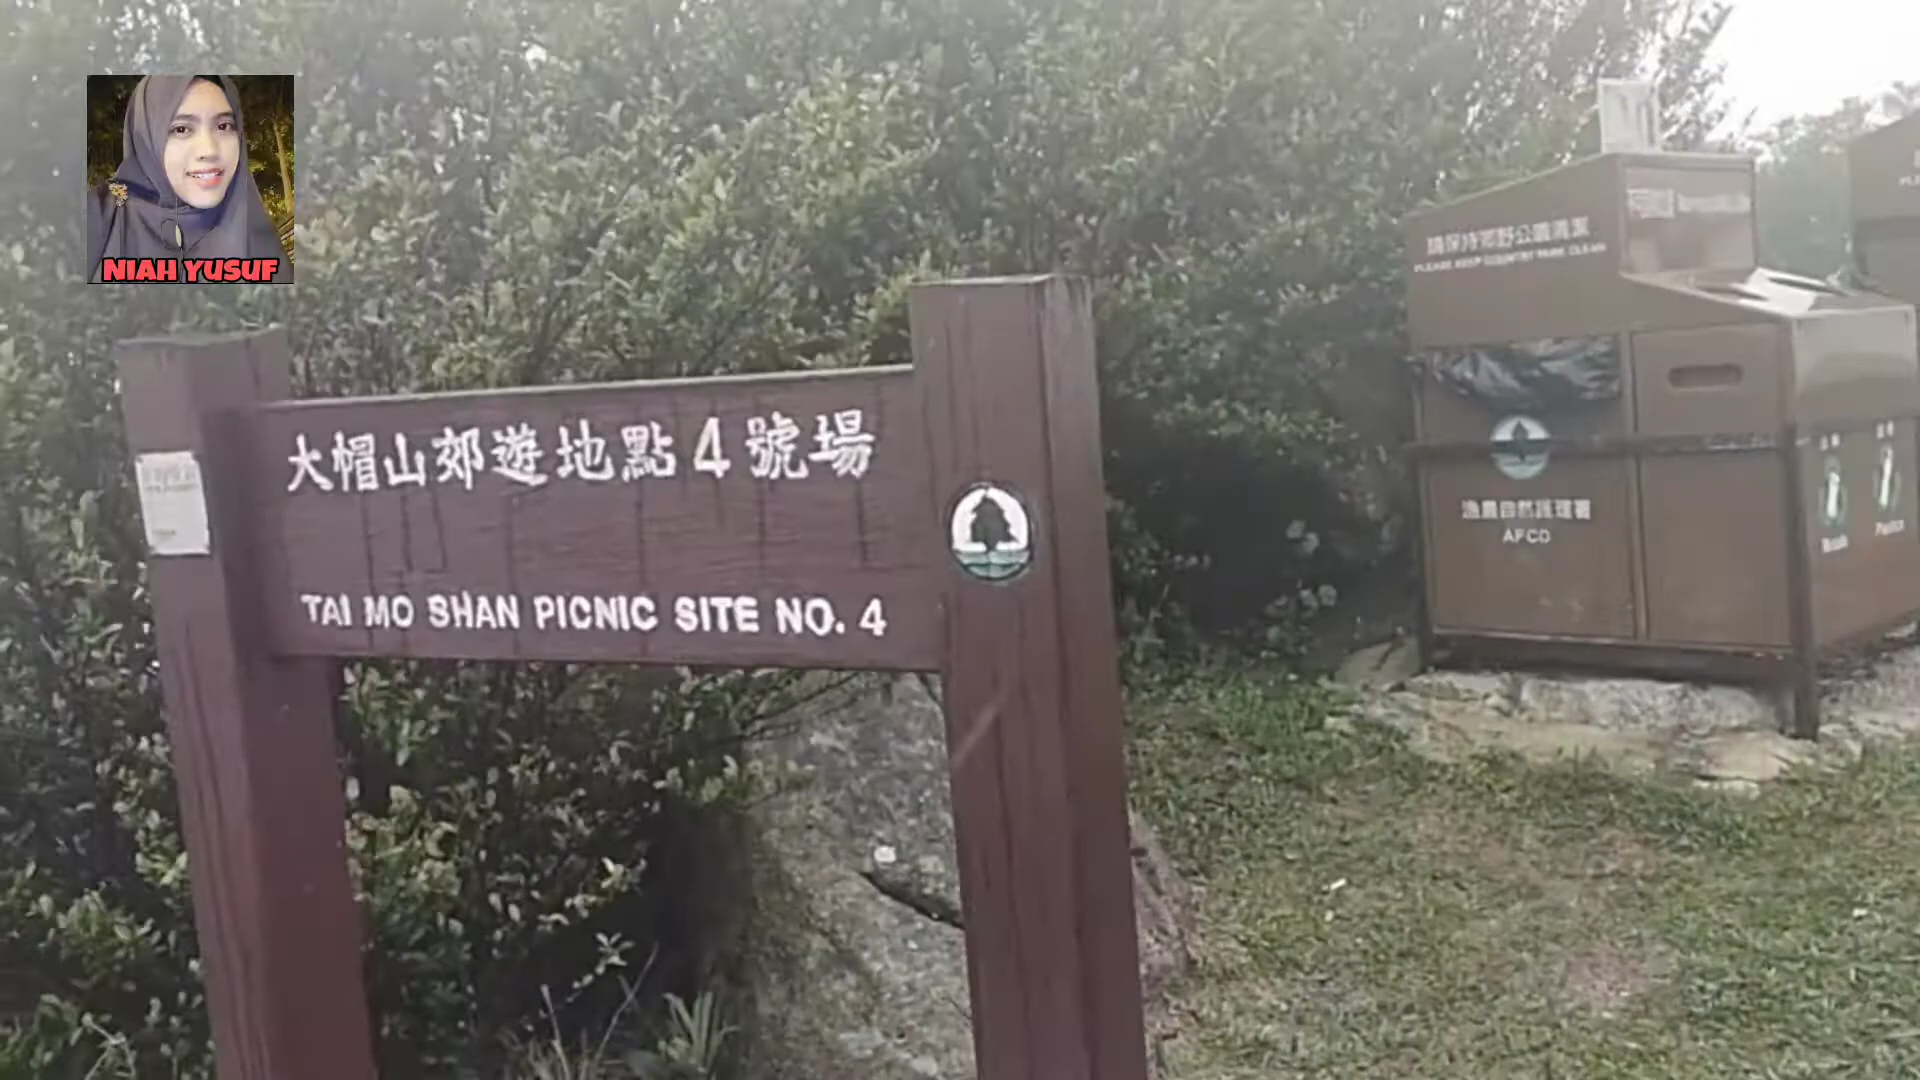 NIAH YUSUF
大帽山郊遊地點4號場
TAI MO SHAN PICNIC SITE NO. 4
請保持郊野公園清潔
PLEASE KEEP COUNTRY PARK CLEAN
漁農自然護理署
AFCD